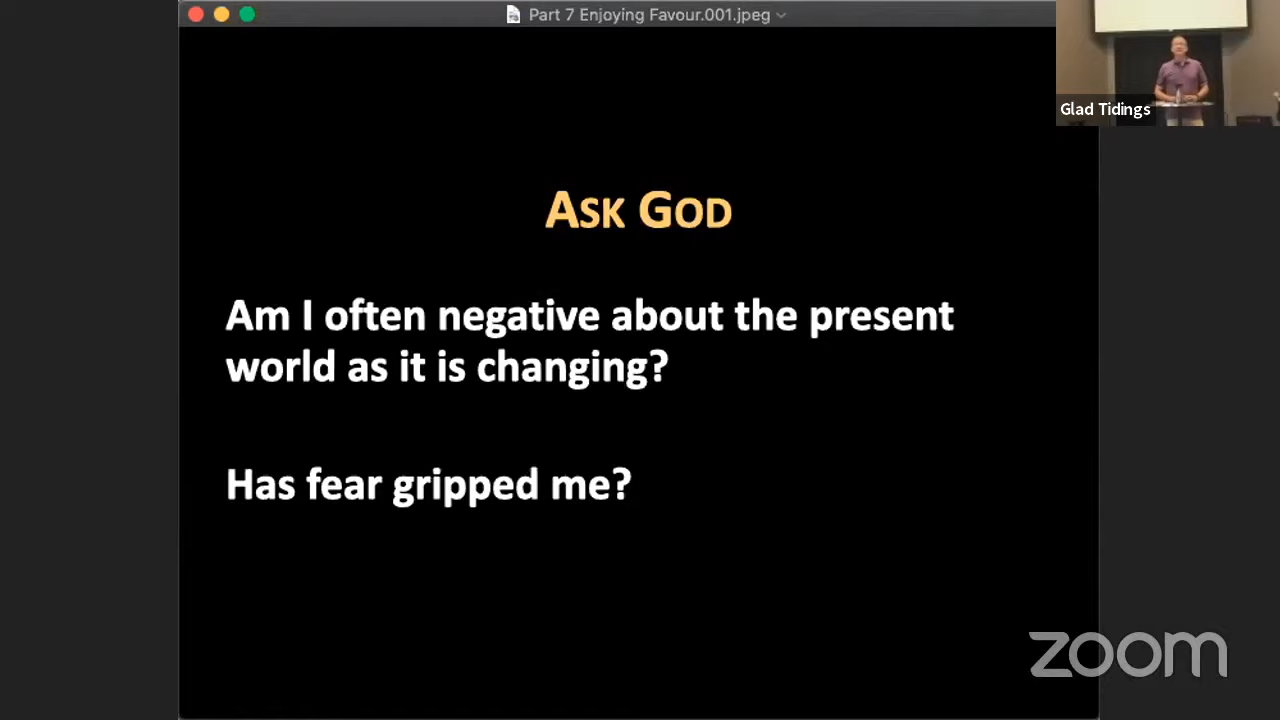 Part 7 Enjoying Favour.001.jpeg
Glad Tidings
ASK GOD
Am I often negative about the present
world as it is changing?
Has fear gripped me?
zoom